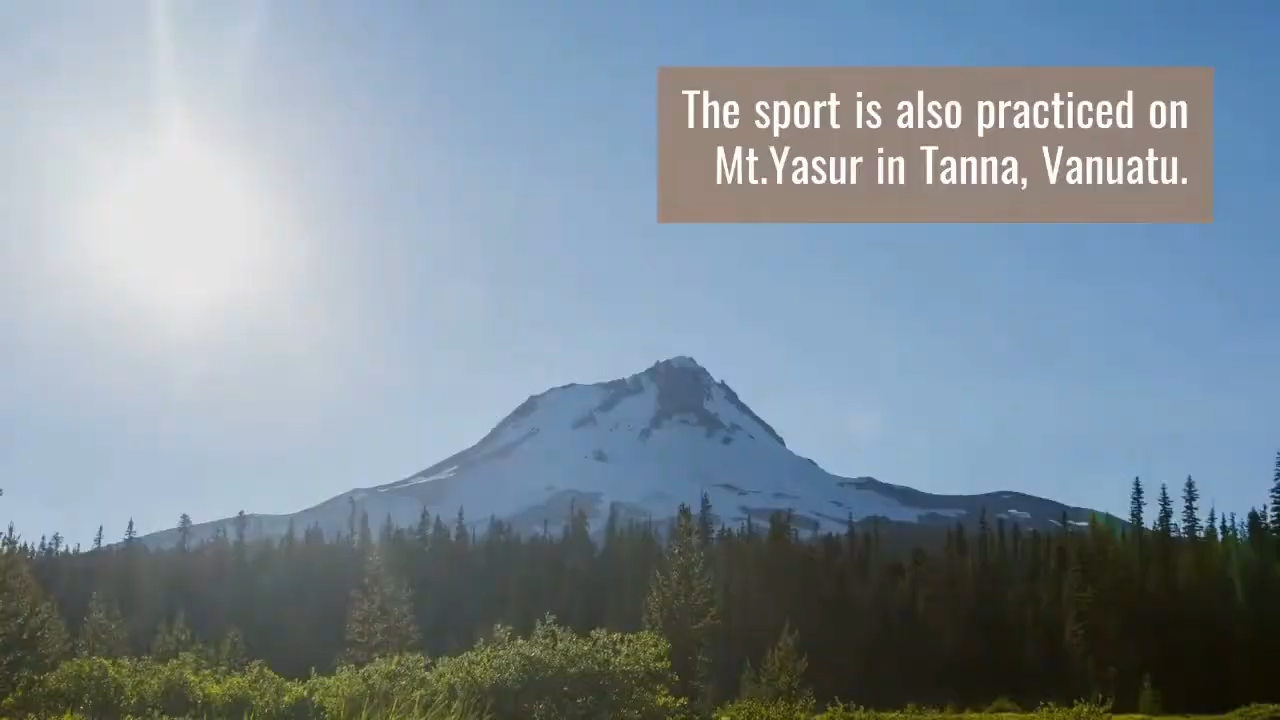 The sport is also practiced on
Mt.Yasur in Tanna, Vanuatu.